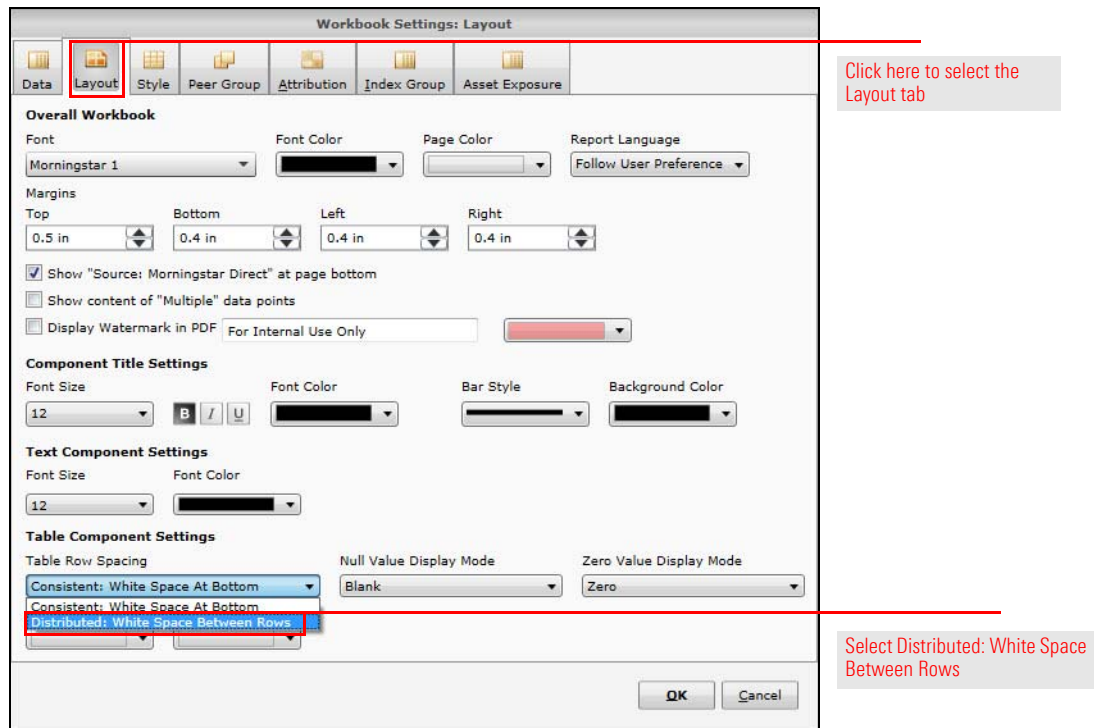 Workbook Settings: Layout
Data Layout Style Peer Group Attribution Index Group Asset Exposure
Click here to select the
Layout tab
Overall Workbook
Font Font Color Page Color Report Language
Morningstar 1 Follow User Preference
Margins
Top Bottom Left Right
0.5 in 0.4 in 0.4 in 0.4 in
Show "Source: Morningstar Direct" at page bottom
Show content of "Multiple" data points
Display Watermark in PDF For Internal Use Only
Component Title Settings
Font Size Font Color Bar Style Background Color
12 B I U
Text Component Settings
Font Size Font Color
12
Table Component Settings
Table Row Spacing Null Value Display Mode Zero Value Display Mode
Consistent: White Space At Bottom Blank Zero
Consistent: White Space At Bottom
Distributed: White Space Between Rows
Select Distributed: White Space
Between Rows
OK Cancel